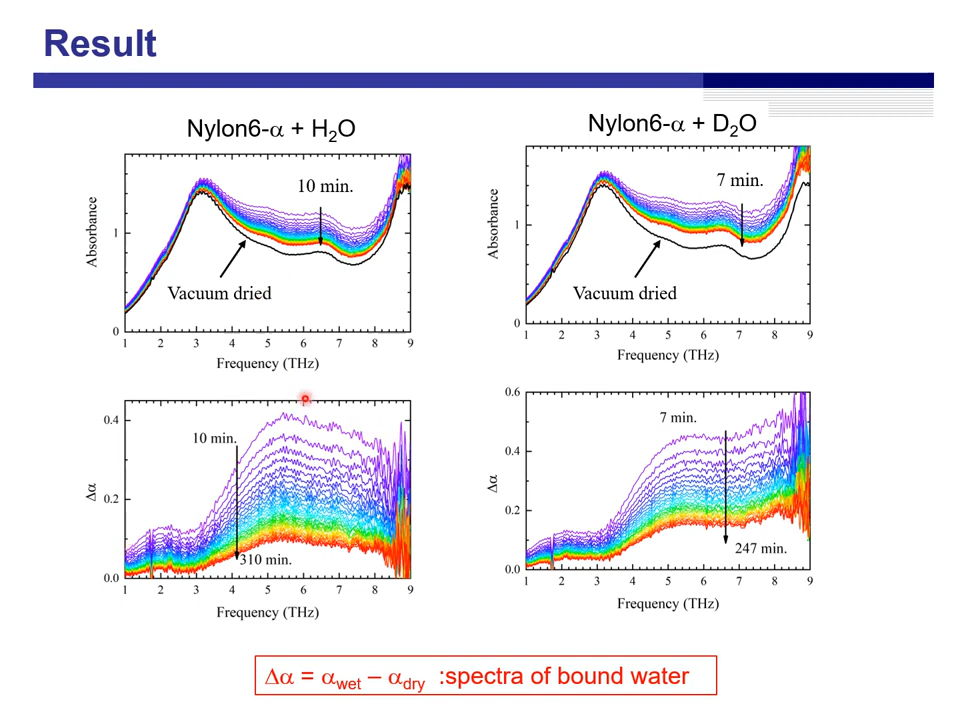 Result
Nylon6-α + H₂O
Absorbance
1
0
10 min.
Vacuum dried
1 2 3 4 5 6 7 8 9
Frequency (THz)
Nylon6-α + D₂O
Absorbance
1
0
7 min.
Vacuum dried
1 2 3 4 5 6 7 8 9
Frequency (THz)
Δα
0.4
0.2
0.0
10 min.
310 min.
1 2 3 4 5 6 7 8 9
Frequency (THz)
Δα
0.6
0.4
0.2
0.0
7 min.
247 min.
1 2 3 4 5 6 7 8 9
Frequency (THz)
Δα = α_wet – α_dry :spectra of bound water